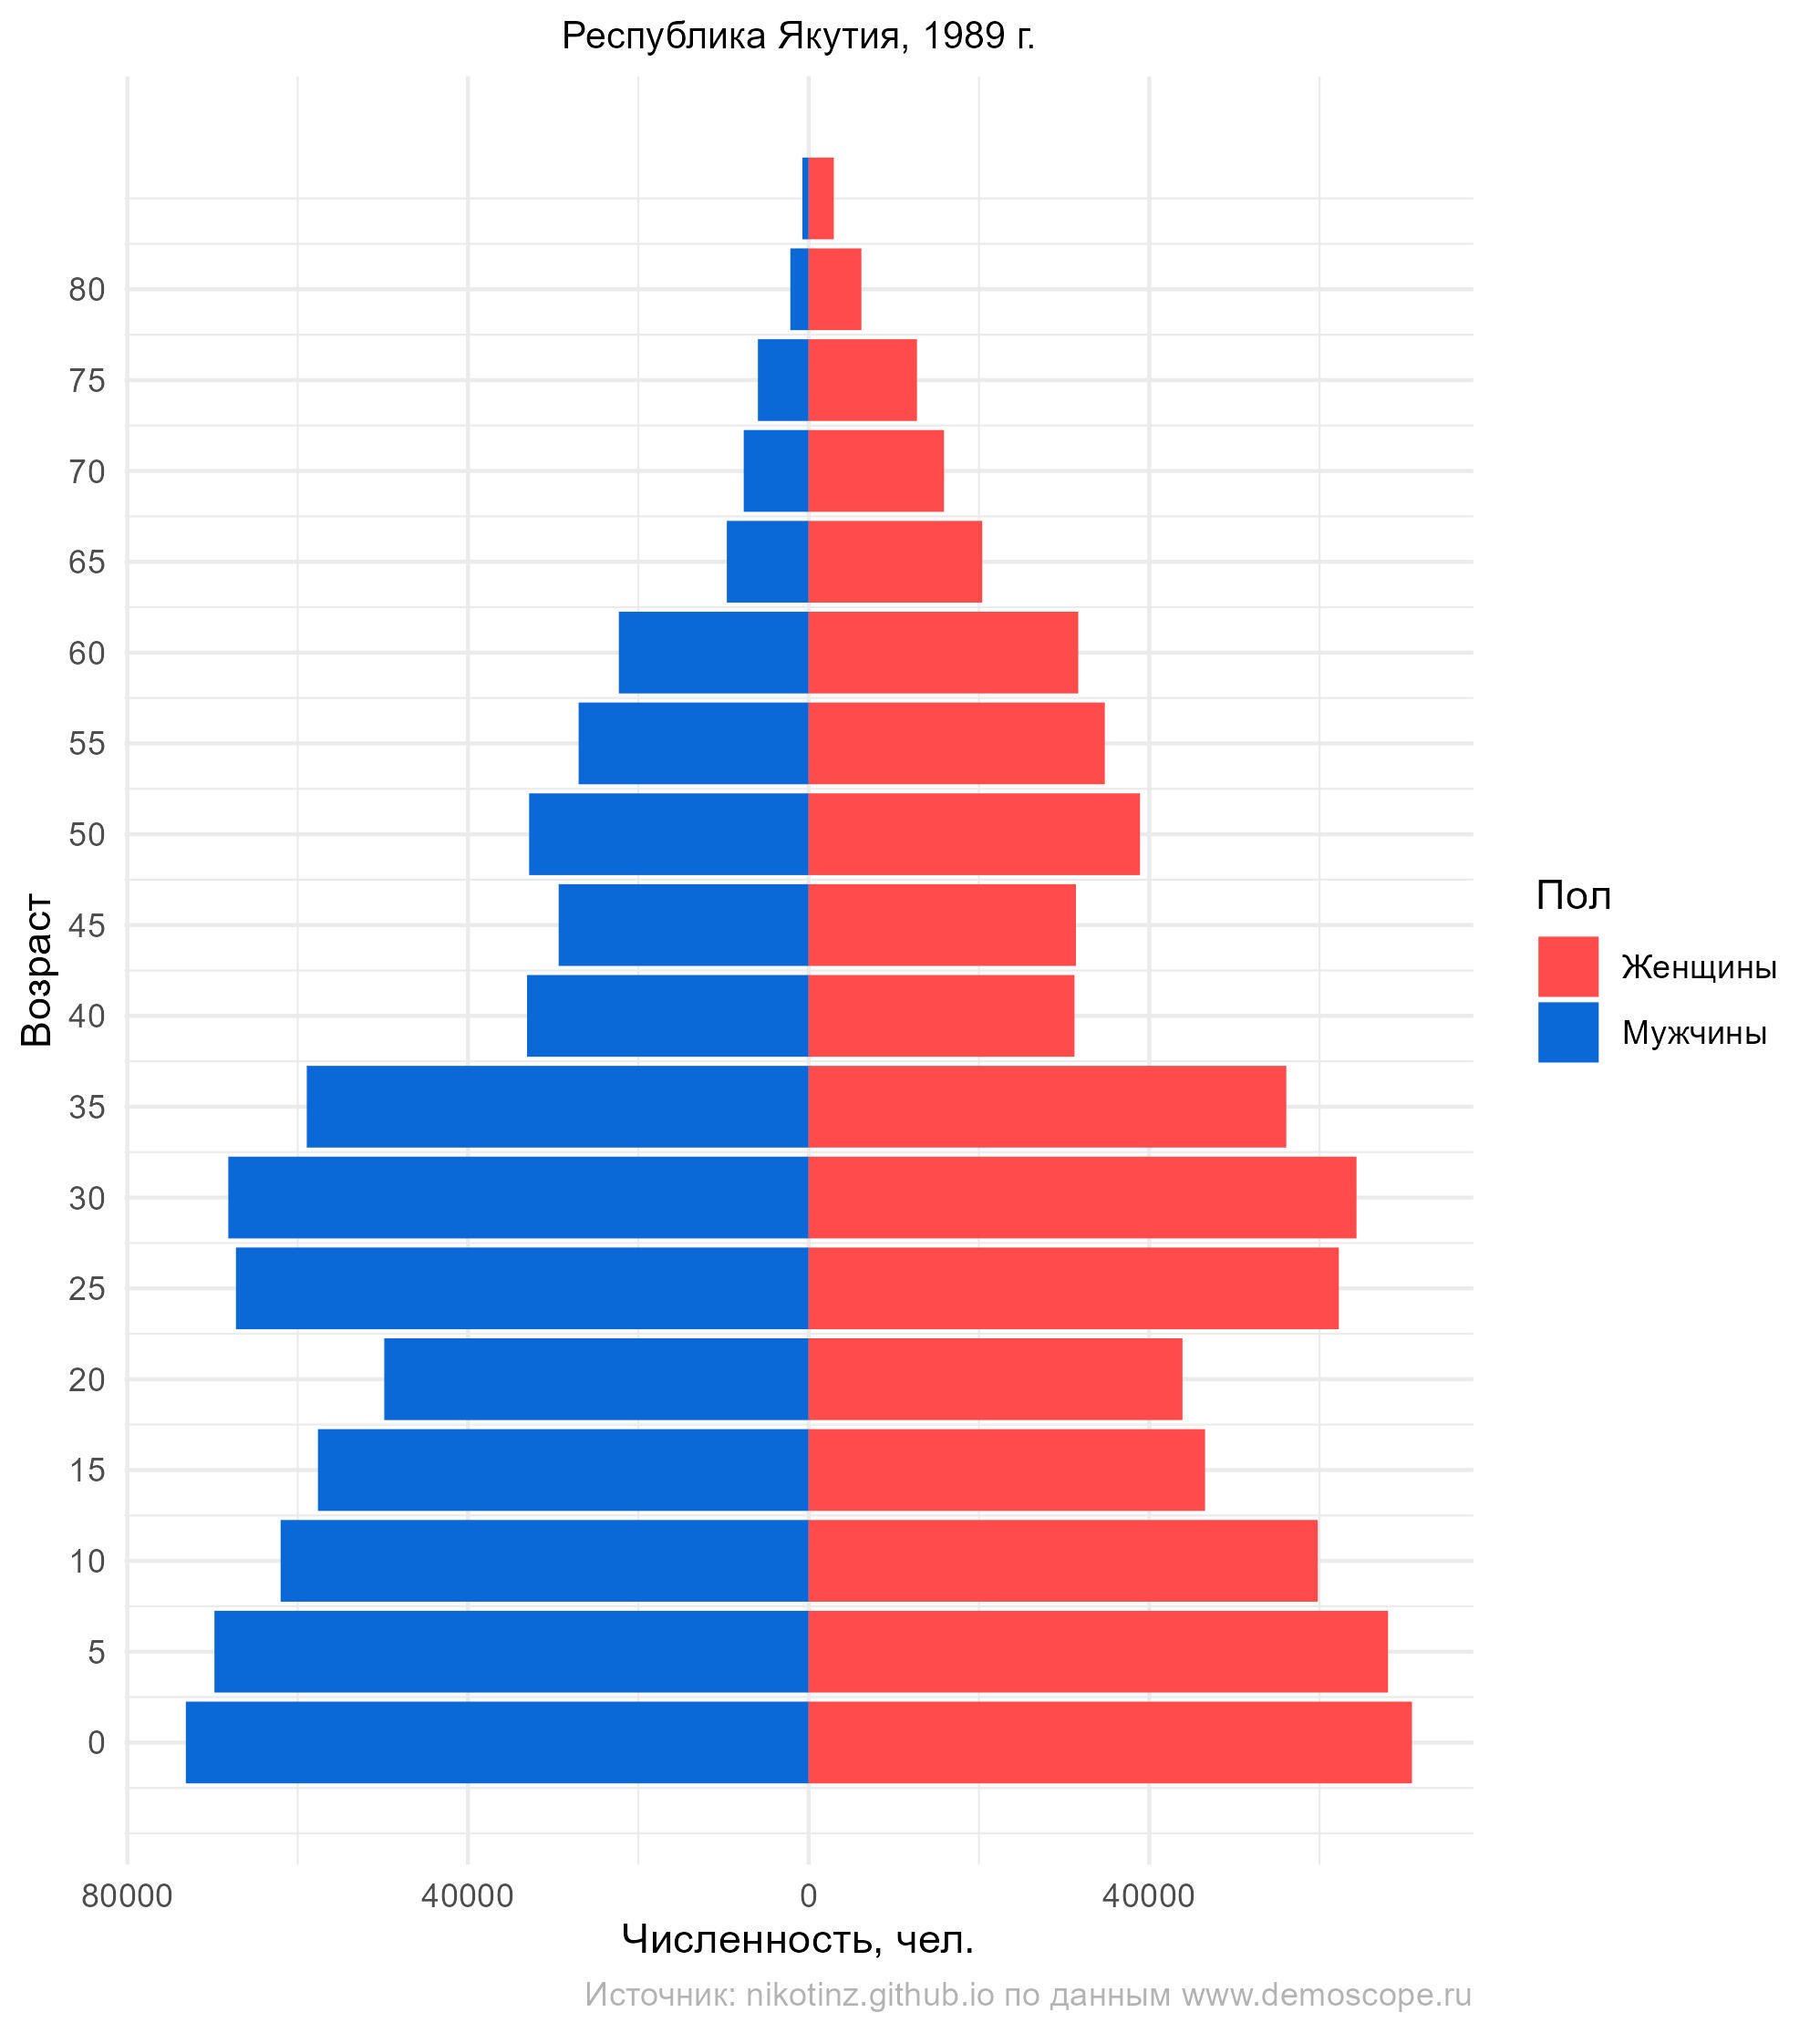 Республика Якутия, 1989 г.
80
75
70
65
60
55
50
45
40
35
30
25
20
15
10
5
0
Возраст
80000 40000 0 40000
Численность, чел.
Пол
Женщины
Мужчины
Источник: nikotinz.github.io по данным www.demoscope.ru